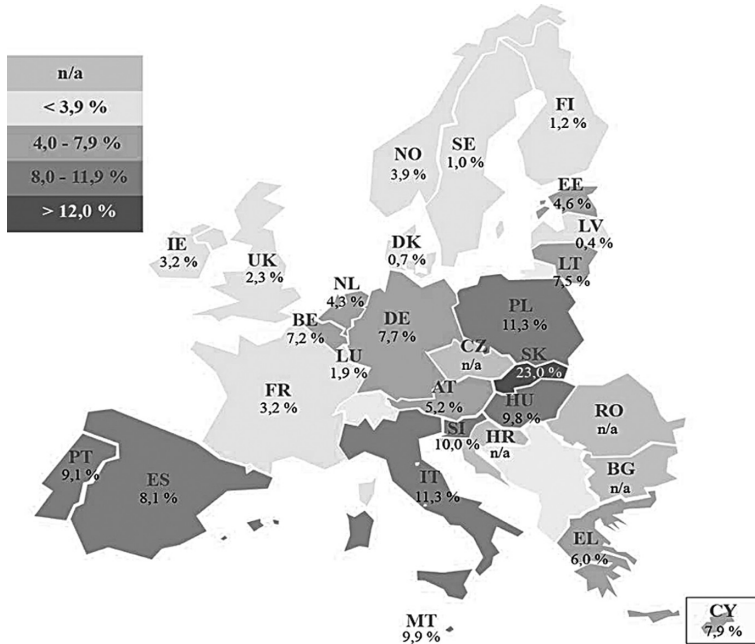 n/a
< 3,9 %
4,0 - 7,9 %
8,0 - 11,9 %
> 12,0 %
FI
1,2 %
SE
1,0 %
NO
3,9 %
EE
4,6 %
LV
0,4 %
LT
7,5 %
DK
0,7 %
IE
3,2 %
UK
2,3 %
NL
4,3 %
BE
7,2 %
DE
7,7 %
PL
11,3 %
LU
1,9 %
CZ
n/a
SK
23,0 %
FR
3,2 %
AT
5,2 %
HU
9,8 %
SI
10,0 %
HR
n/a
RO
n/a
PT
9,1 %
ES
8,1 %
IT
11,3 %
BG
n/a
EL
6,0 %
MT
9,9 %
CY
7,9 %